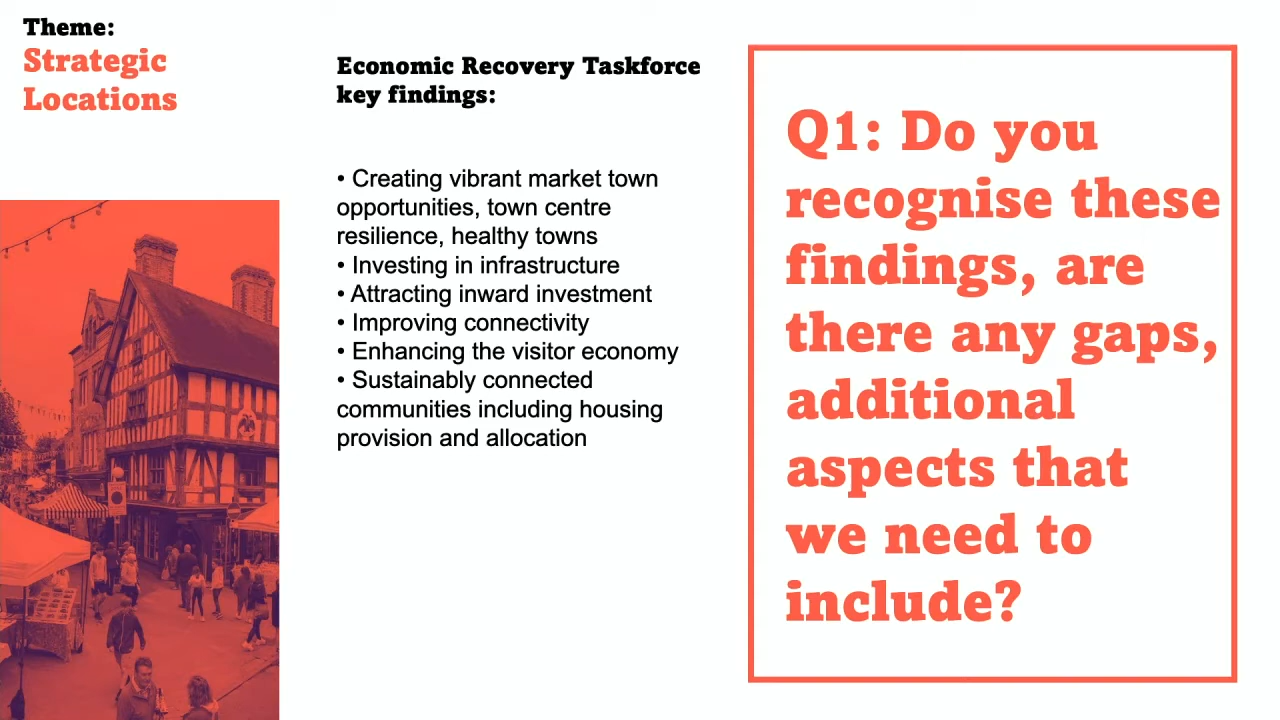 Theme:
Strategic
Locations
Economic Recovery Taskforce
key findings:
• Creating vibrant market town
opportunities, town centre
resilience, healthy towns
• Investing in infrastructure
• Attracting inward investment
• Improving connectivity
• Enhancing the visitor economy
• Sustainably connected
communities including housing
provision and allocation
Q1: Do you
recognise these
findings, are
there any gaps,
additional
aspects that
we need to
include?